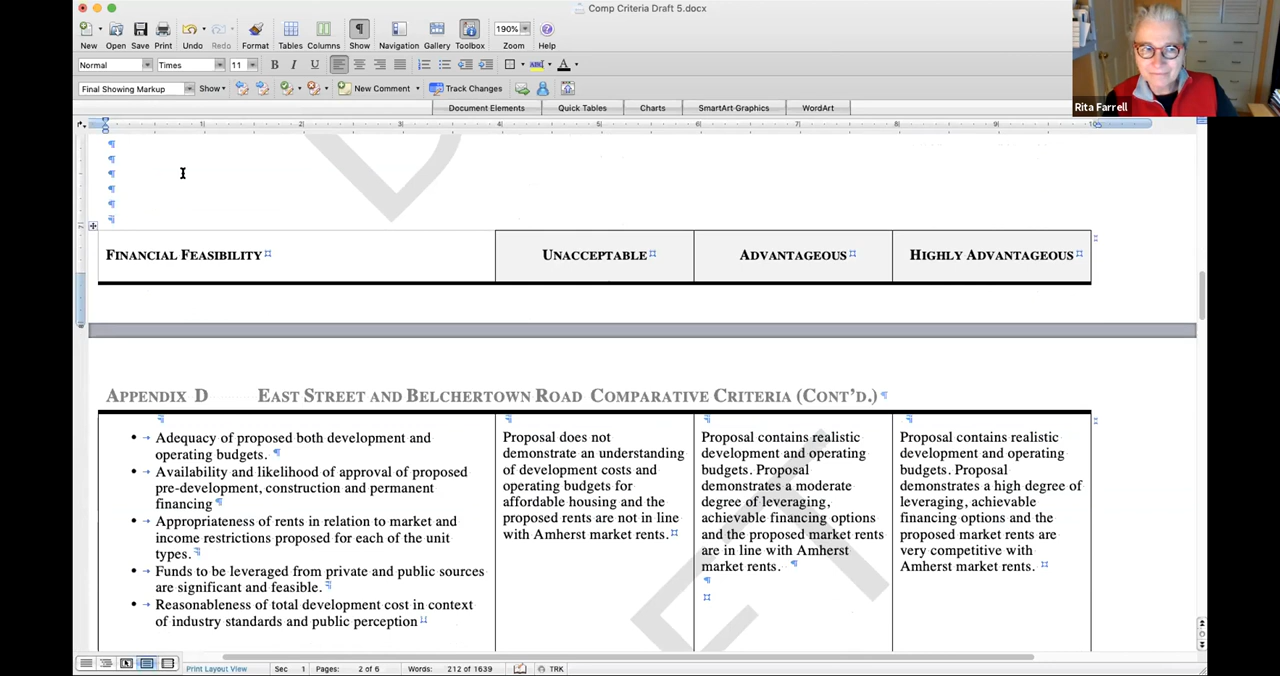 Comp Criteria Draft 5.docx
New Open Save Print Undo Redo Format Tables Columns Show Navigation Gallery Toolbox 190% Zoom Help
Normal Times 11 B I U
Final Showing Markup Show New Comment Track Changes
Document Elements Quick Tables Charts SmartArt Graphics WordArt
Rita Farrell
FINANCIAL FEASIBILITY UNACCEPTABLE ADVANTAGEOUS HIGHLY ADVANTAGEOUS
APPENDIX D EAST STREET AND BELCHERTOWN ROAD COMPARATIVE CRITERIA (CONT'D.)
• Adequacy of proposed both development and
operating budgets.
• Availability and likelihood of approval of proposed
pre-development, construction and permanent
financing
• Appropriateness of rents in relation to market and
income restrictions proposed for each of the unit
types.
• Funds to be leveraged from private and public sources
are significant and feasible.
• Reasonableness of total development cost in context
of industry standards and public perception
Proposal does not
demonstrate an understanding
of development costs and
operating budgets for
affordable housing and the
proposed rents are not in line
with Amherst market rents.
Proposal contains realistic
development and operating
budgets. Proposal
demonstrates a moderate
degree of leveraging,
achievable financing options
and the proposed market rents
are in line with Amherst
market rents.
Proposal contains realistic
development and operating
budgets. Proposal
demonstrates a high degree of
leveraging, achievable
financing options and the
proposed market rents are
very competitive with
Amherst market rents.
Print Layout View Sec 1 Pages: 2 of 6 Words: 212 of 1639 TRK